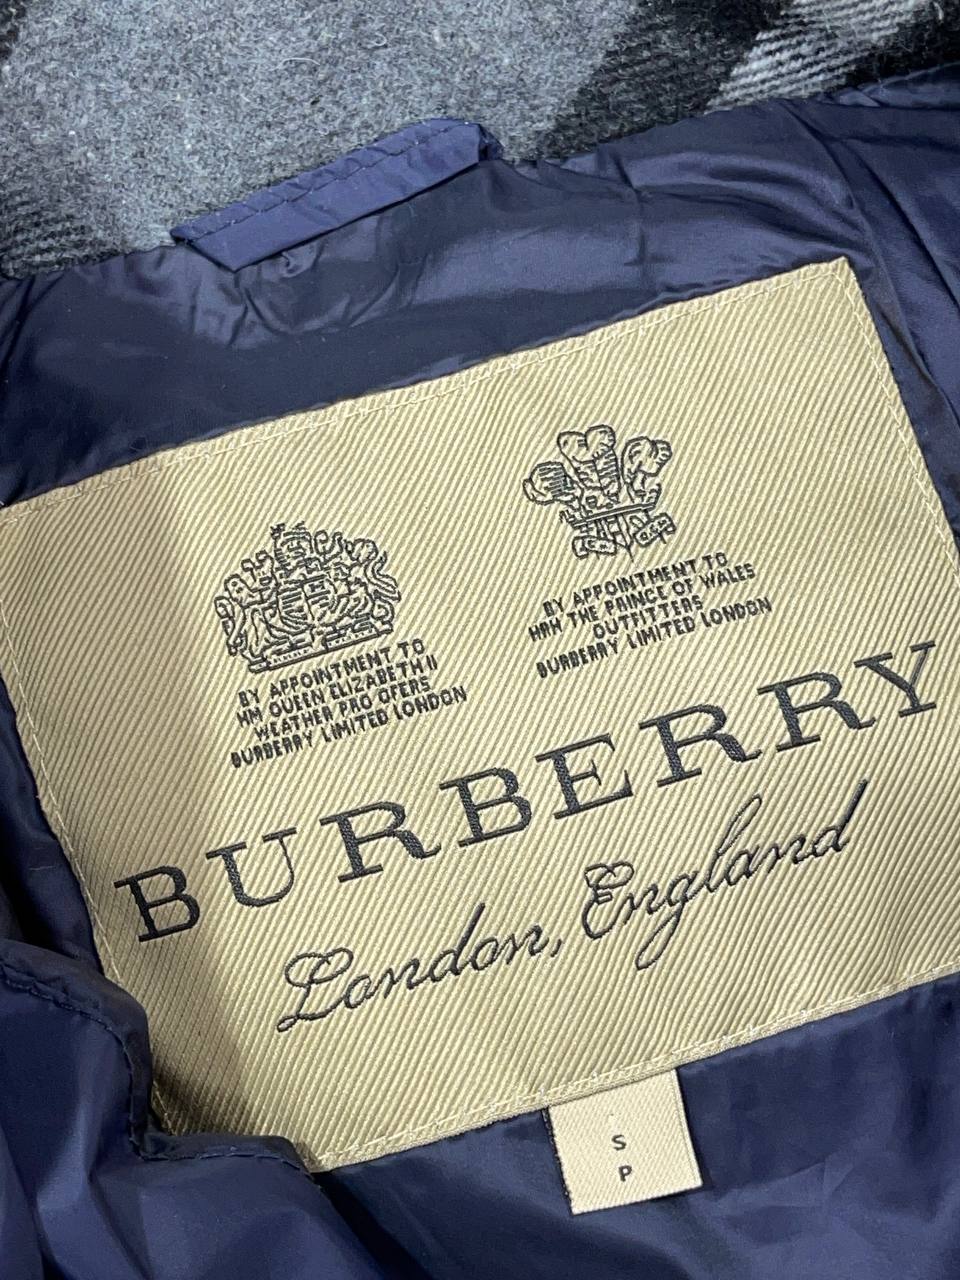 BY APPOINTMENT TO
HM QUEEN ELIZABETH II
WEATHER PRO OFERS
BURBERRY LIMITED LONDON
BY APPOINTMENT TO
HRH THE PRINCE OF WALES
OUTFITTERS
BURBERRY LIMITED LONDON
BURBERRY
London, England
S
P